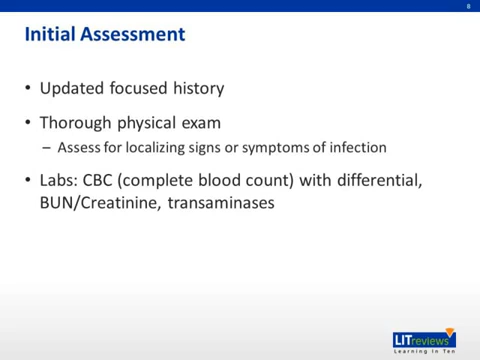 8
Initial Assessment
• Updated focused history
• Thorough physical exam
– Assess for localizing signs or symptoms of infection
• Labs: CBC (complete blood count) with differential,
BUN/Creatinine, transaminases
LITreviews
Learning in Ten